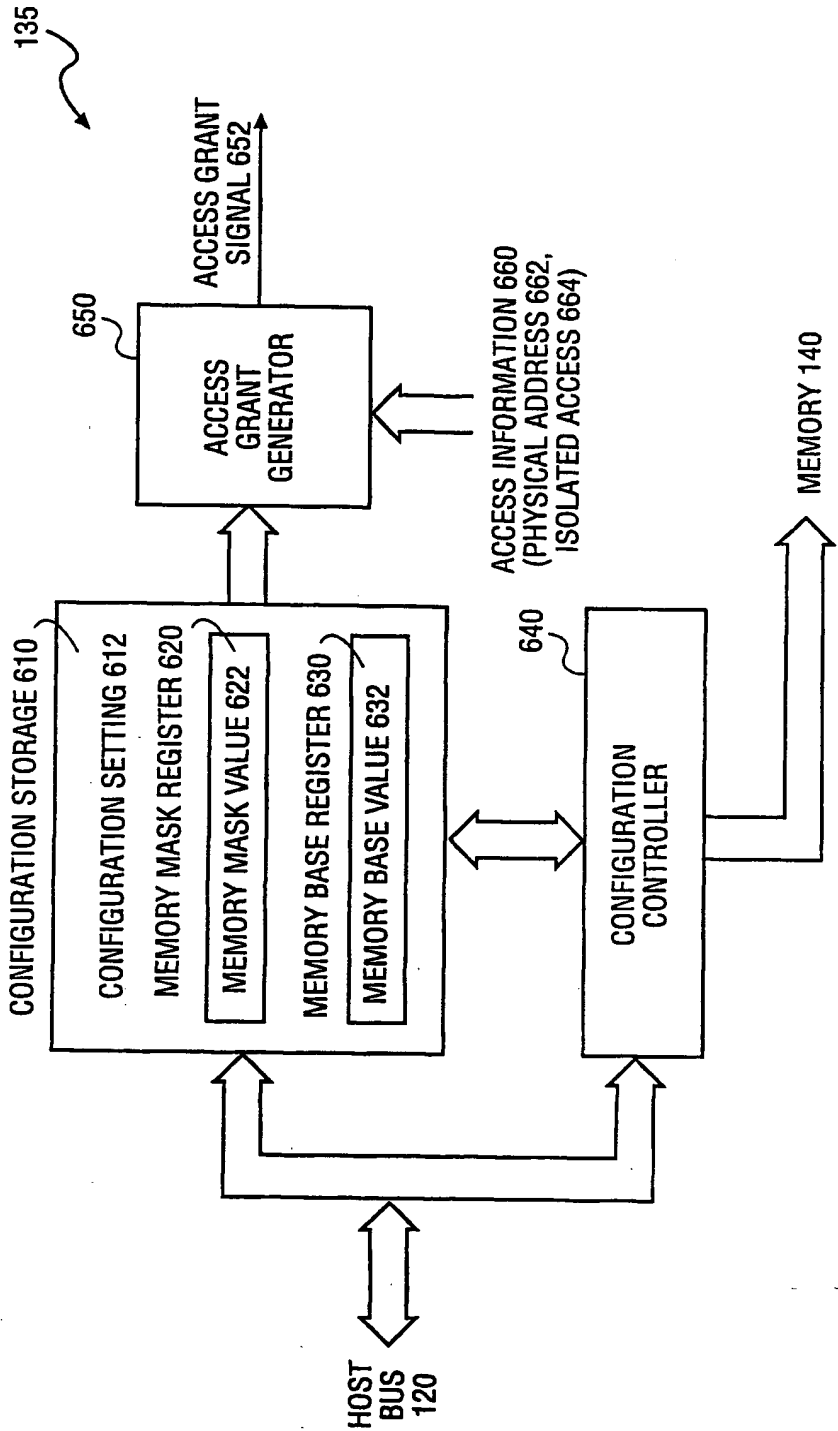 135
CONFIGURATION STORAGE 610
CONFIGURATION SETTING 612
MEMORY MASK REGISTER 620
MEMORY MASK VALUE 622
MEMORY BASE REGISTER 630
MEMORY BASE VALUE 632
650
ACCESS
GRANT
GENERATOR
ACCESS GRANT
SIGNAL 652
ACCESS INFORMATION 660
(PHYSICAL ADDRESS 662,
ISOLATED ACCESS 664)
HOST
BUS
120
640
CONFIGURATION
CONTROLLER
MEMORY 140